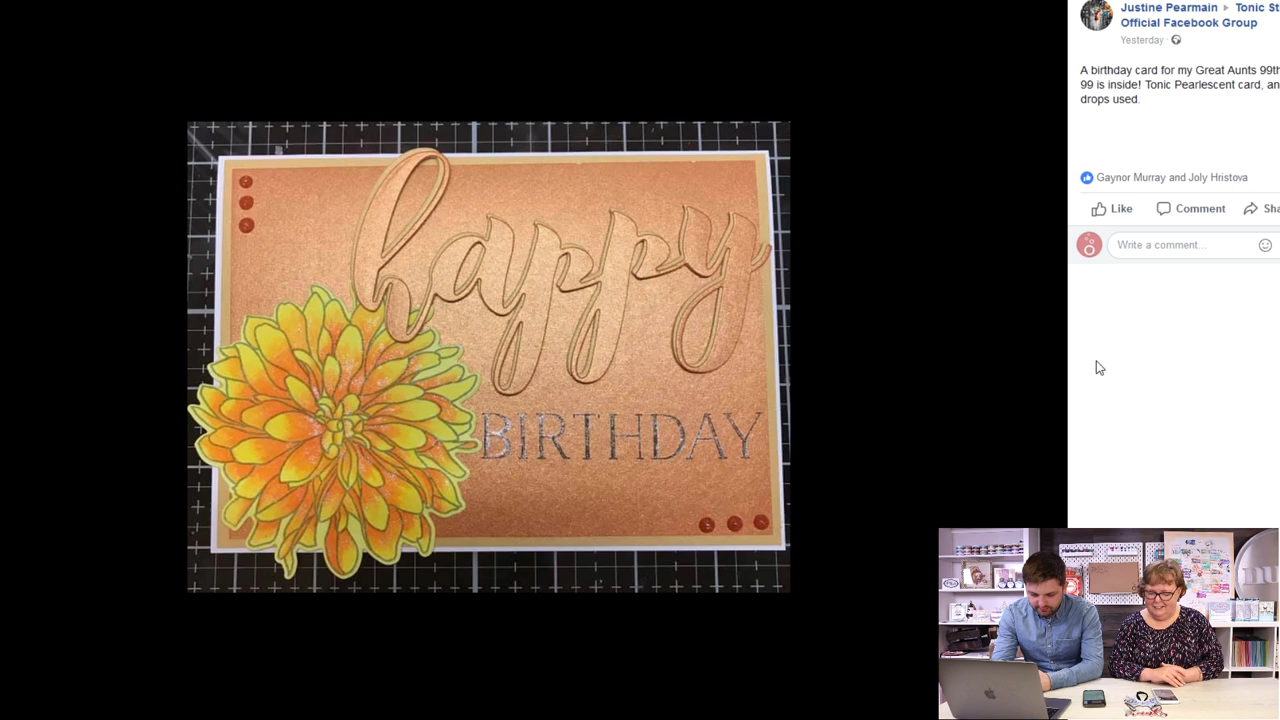 happy
BIRTHDAY
Justine Pearmain Tonic St
Official Facebook Group
Yesterday ·
A birthday card for my Great Aunts 99th
99 is inside! Tonic Pearlescent card, an
drops used.
Gaynor Murray and Joly Hristova
Like Comment Sha
Write a comment...